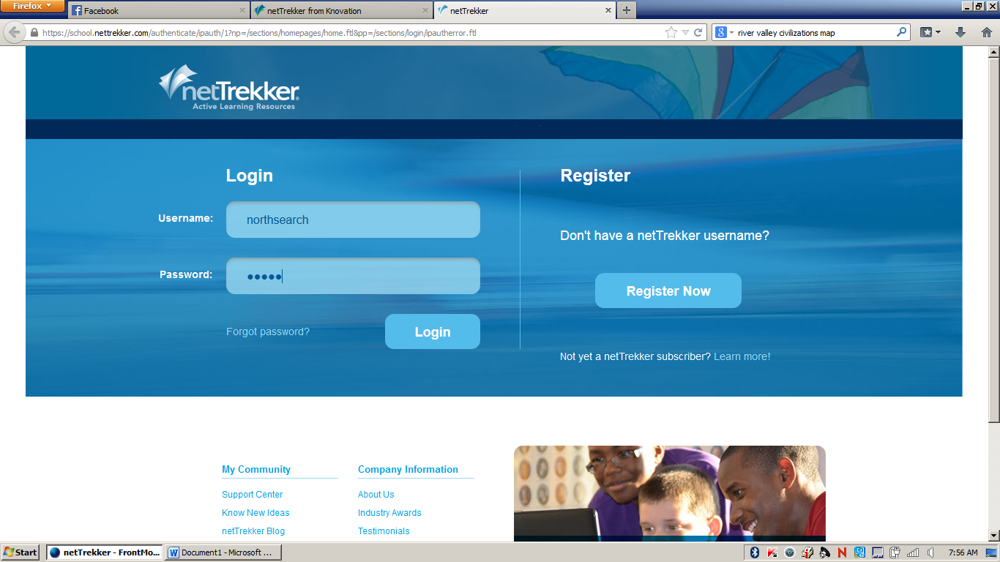 Firefox
Facebook
netTrekker from Knovation
netTrekker
https://school.nettrekker.com/authenticate/ipauth/1?np=/sections/homepages/home.ftl&pp=/sections/login/ipautherror.ftl
river valley civilizations map
netTrekker®
Active Learning Resources
Login
Username:
northsearch
Password:
●●●●●
Forgot password?
Login
Register
Don't have a netTrekker username?
Register Now
Not yet a netTrekker subscriber? Learn more!
My Community
Support Center
Know New Ideas
netTrekker Blog
Company Information
About Us
Industry Awards
Testimonials
Start
netTrekker - FrontMo...
Document1 - Microsoft ...
7:56 AM